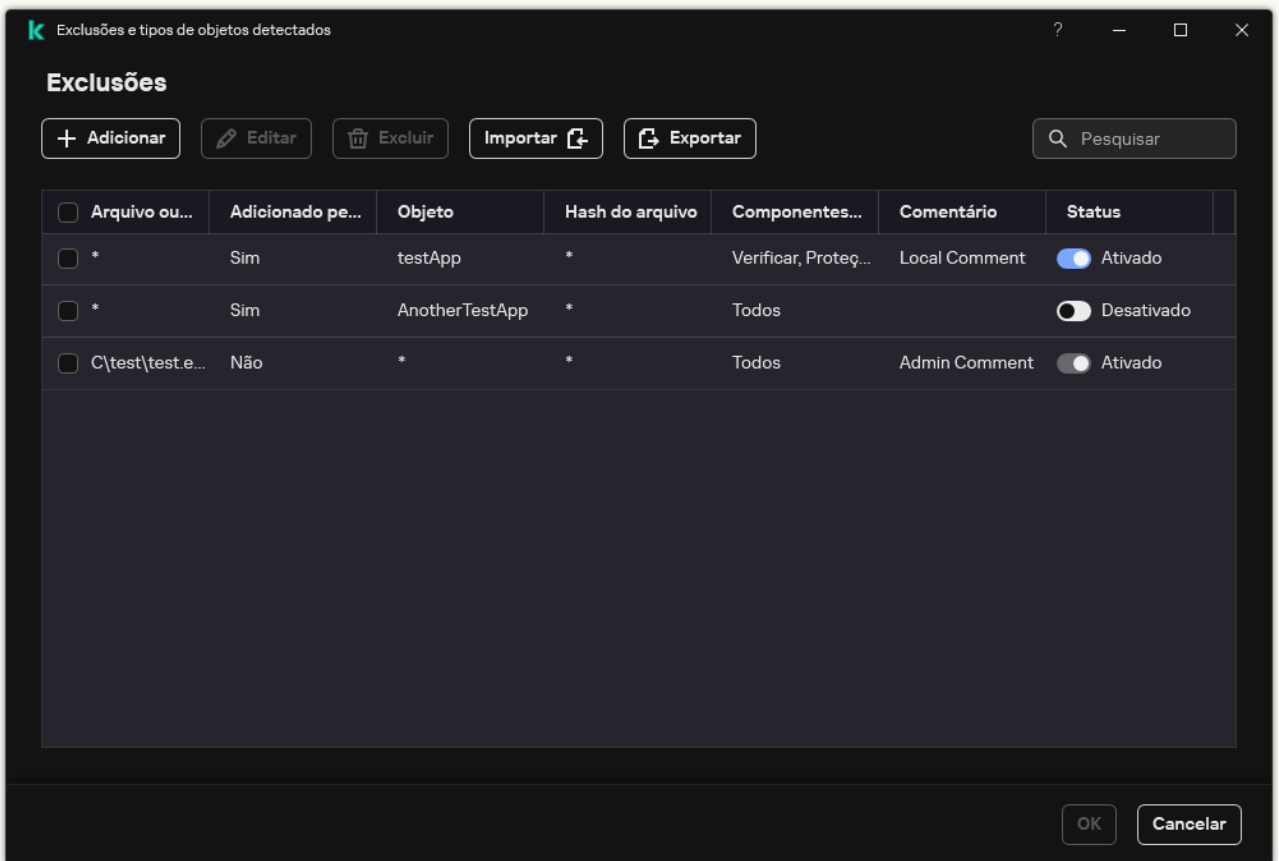 Exclusões e tipos de objetos detectados ?
Exclusões
Adicionar Editar Excluir Importar Exportar Pesquisar
Arquivo ou... Adicionado pe... Objeto Hash do arquivo Componentes... Comentário Status
* Sim testApp * Verificar, Proteç... Local Comment Ativado
* Sim AnotherTestApp * Todos Desativado
C\test\test.e... Não * * Todos Admin Comment Ativado
OK Cancelar